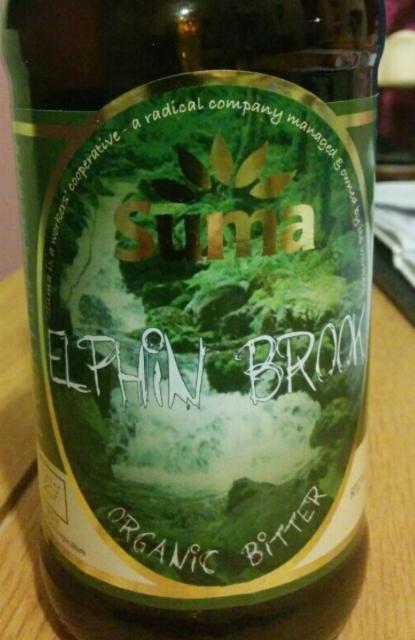 Suma is a workers' cooperative - a radical company managed & owned by its
Suma
ELPHIN BROOK
ORGANIC BITTER